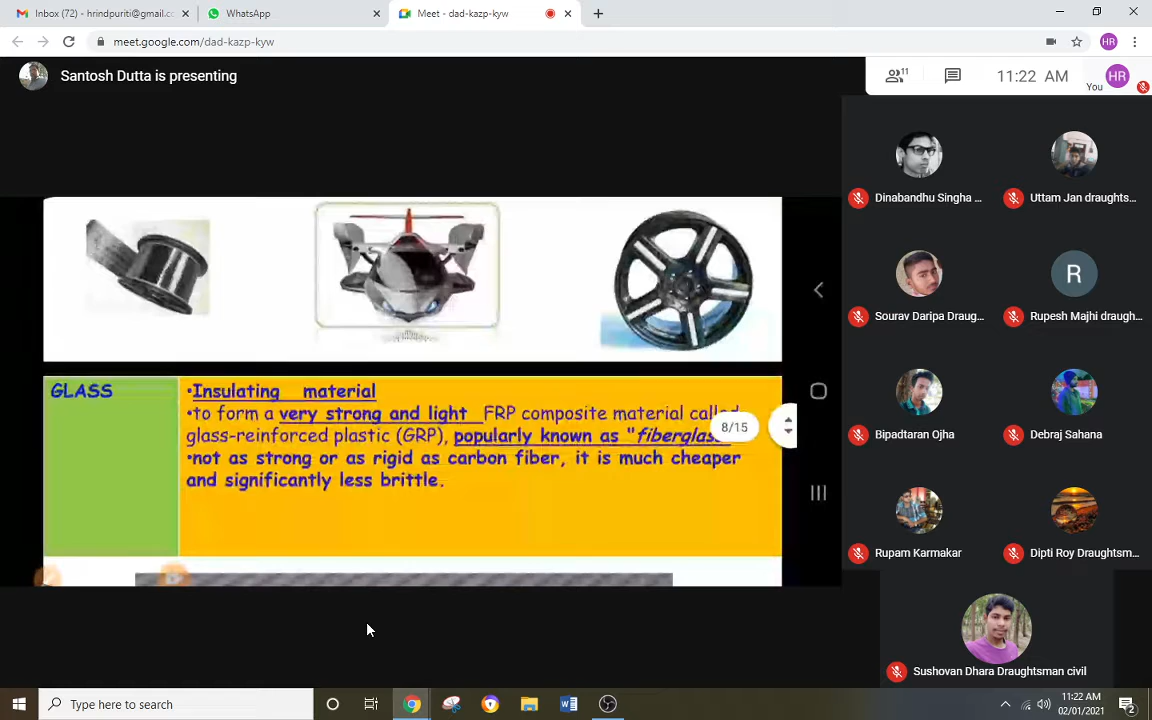 Inbox (72) - hrindpuriti@gmail.c
WhatsApp
Meet - dad-kazp-kyw
meet.google.com/dad-kazp-kyw
HR
Santosh Dutta is presenting
11
11:22 AM
You
HR
Dinabandhu Singha ...
Uttam Jan draughts...
Sourav Daripa Draug...
R
Rupesh Majhi draugh...
Bipadtaran Ojha
Debraj Sahana
Rupam Karmakar
Dipti Roy Draughtsm...
Sushovan Dhara Draughtsman civil
GLASS
•Insulating material
•to form a very strong and light FRP composite material called
glass-reinforced plastic (GRP), popularly known as "fiberglas
•not as strong or as rigid as carbon fiber, it is much cheaper
and significantly less brittle.
8/15
Type here to search
11:22 AM
02/01/2021
2